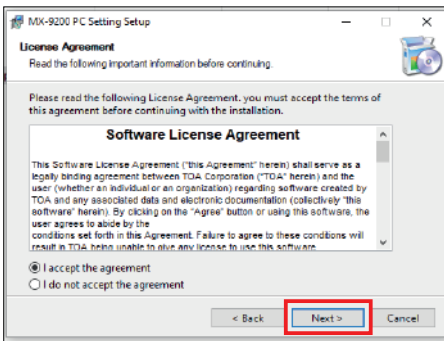 MX-9200 PC Setting Setup
License Agreement
Read the following important information before continuing.
Please read the following License Agreement. you must accept the terms of
this agreement before continuing with the installation.
Software License Agreement
This Software License Agreement ("this Agreement" herein) shall serve as a
legally binding agreement between TOA Corporation ("TOA" herein) and the
user (whether an individual or an organization) regarding software created by
TOA and any associated data and electronic documentation (collectively "this
software" herein). By clicking on the "Agree" button or using this software, the
user agrees to abide by the
conditions set forth in this Agreement. Failure to agree to these conditions will
result in TOA being unable to give any license to use this software.
I accept the agreement
I do not accept the agreement
< Back
Next >
Cancel